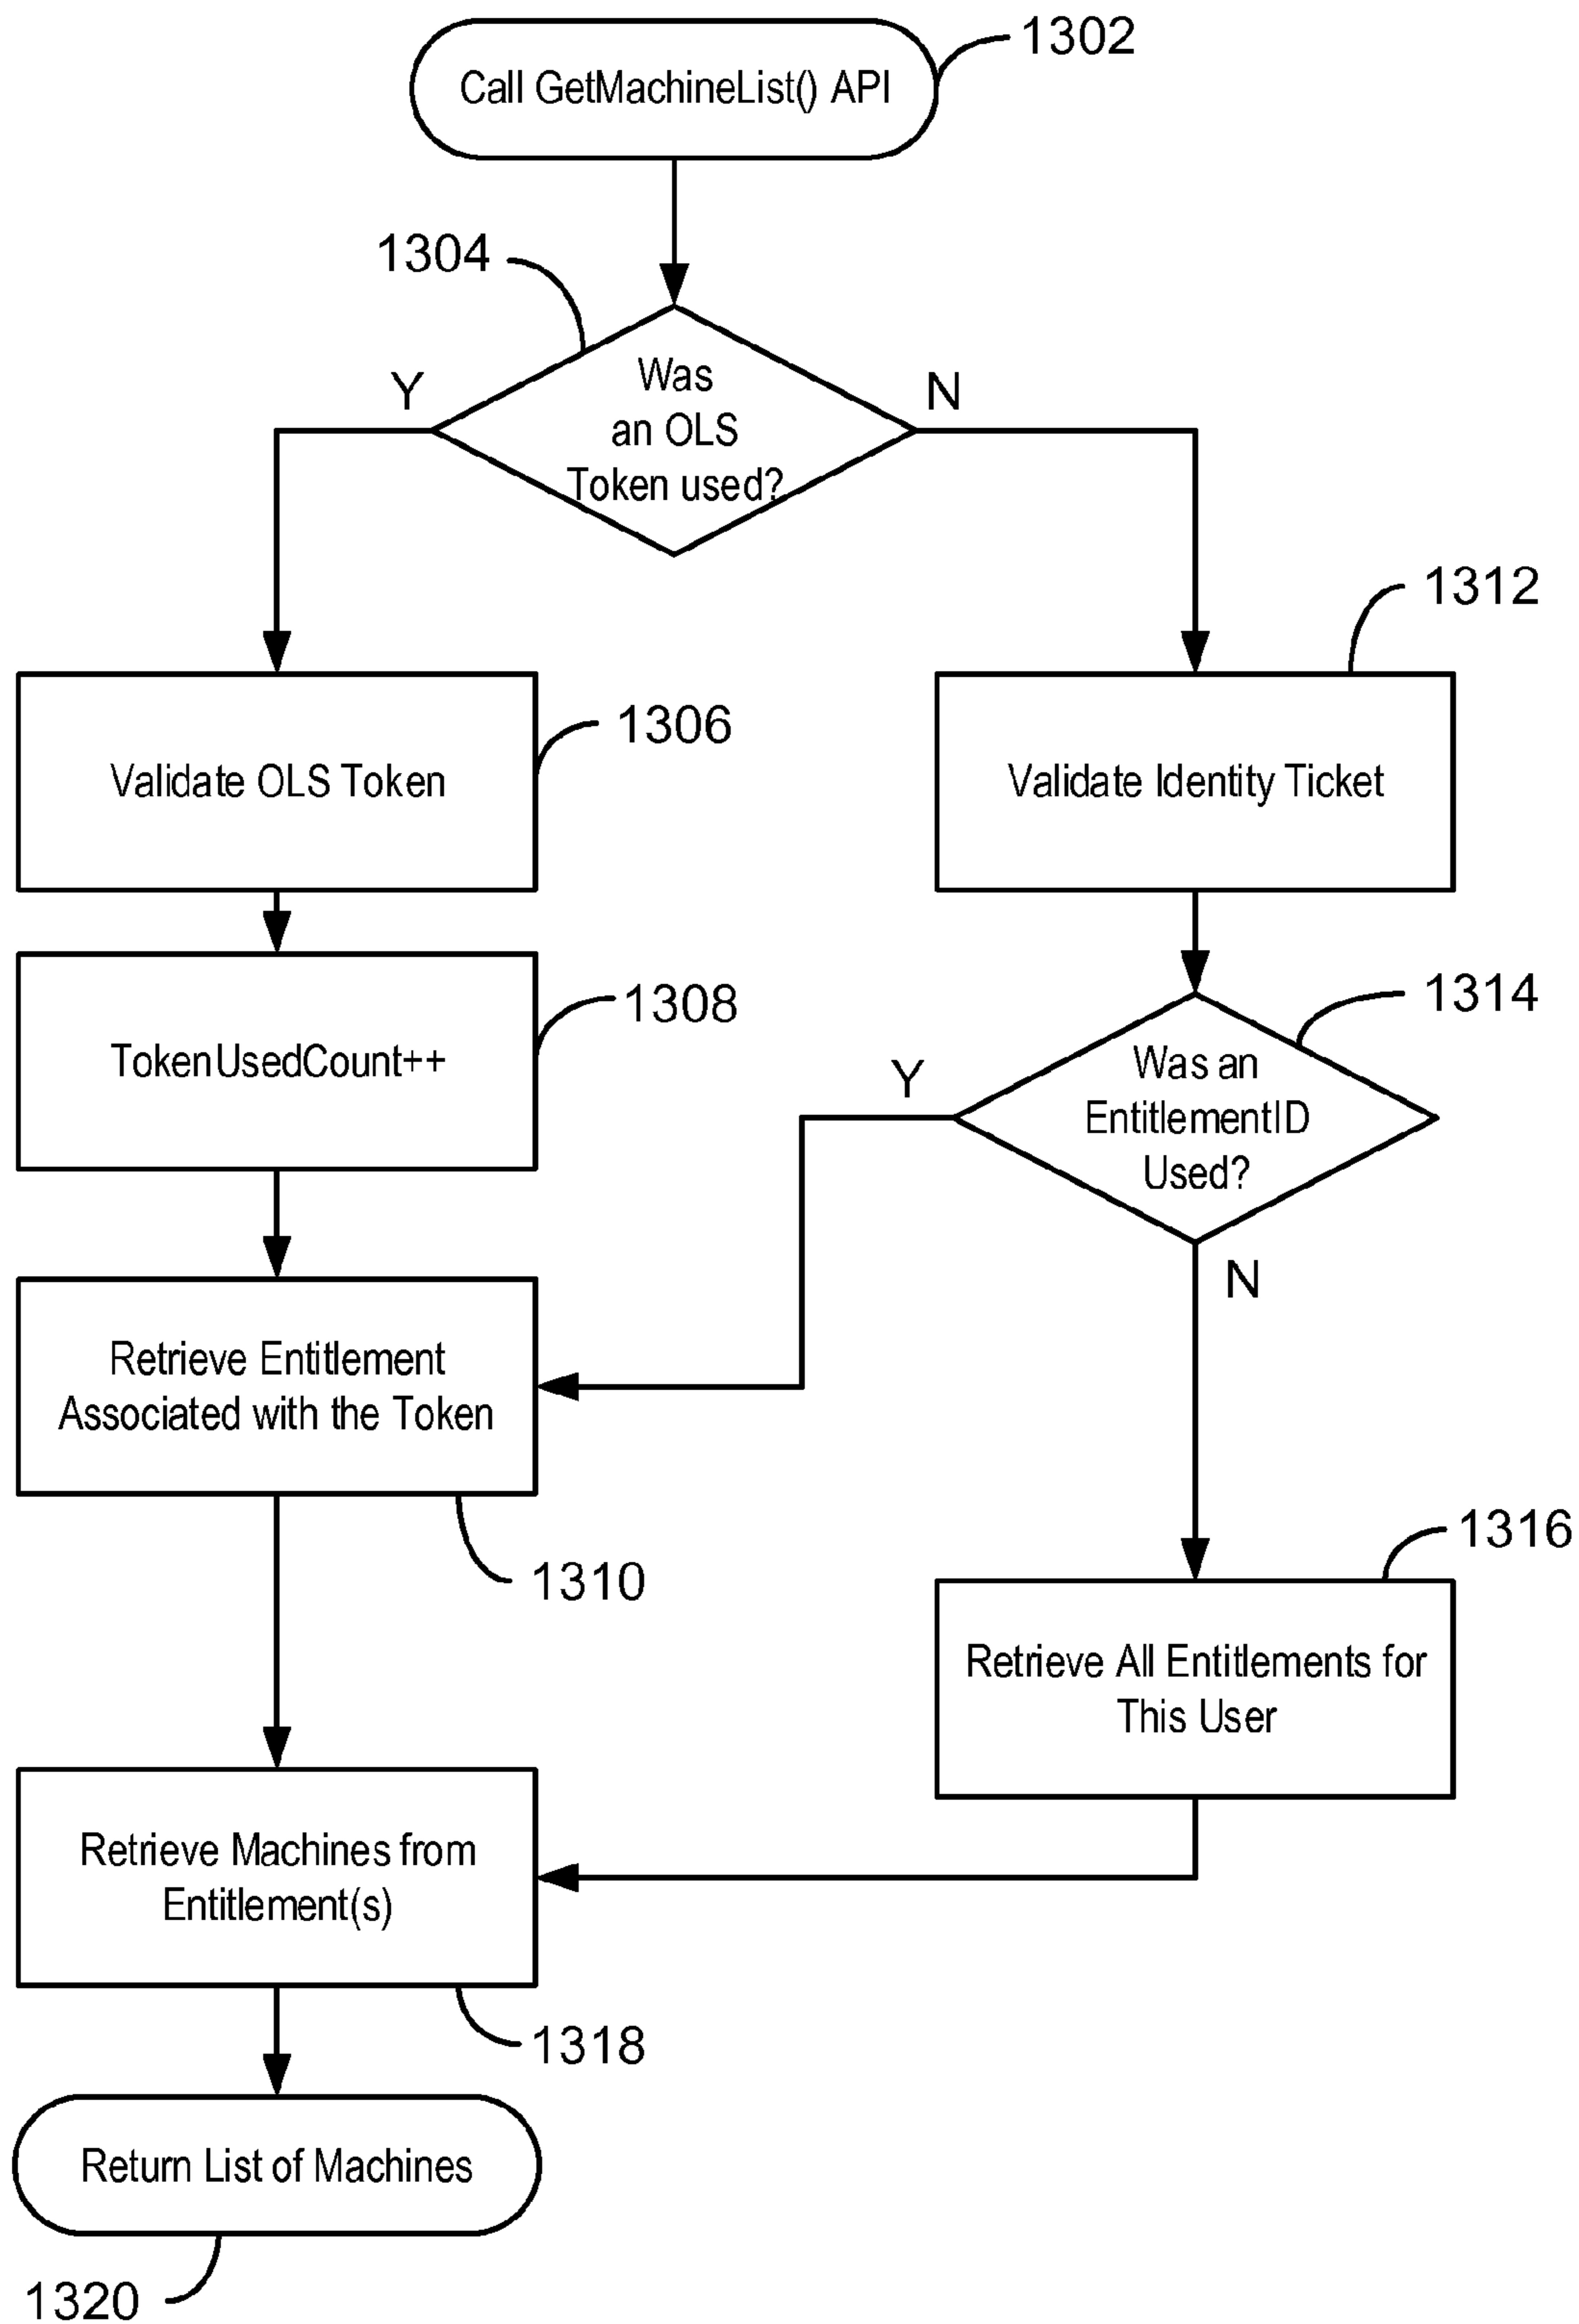 Call GetMachineList() API
1302
1304
Was
an OLS
Token used?
Y
N
1312
Validate OLS Token
1306
Validate Identity Ticket
TokenUsedCount++
1308
1314
Was an
EntitlementID
Used?
Y
N
Retrieve Entitlement
Associated with the Token
1310
1316
Retrieve All Entitlements for
This User
Retrieve Machines from
Entitlement(s)
1318
Return List of Machines
1320